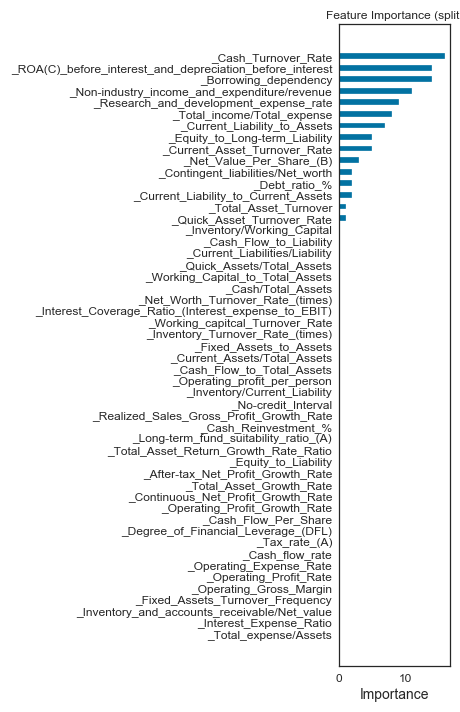 Feature Importance (split
_Cash_Turnover_Rate
_ROA(C)_before_interest_and_depreciation_before_interest
_Borrowing_dependency
_Non-industry_income_and_expenditure/revenue
_Research_and_development_expense_rate
_Total_income/Total_expense
_Current_Liability_to_Assets
_Equity_to_Long-term_Liability
_Current_Asset_Turnover_Rate
_Net_Value_Per_Share_(B)
_Contingent_liabilities/Net_worth
_Debt_ratio_%
_Current_Liability_to_Current_Assets
_Total_Asset_Turnover
_Quick_Asset_Turnover_Rate
_Inventory/Working_Capital
_Cash_Flow_to_Liability
_Current_Liabilities/Liability
_Quick_Assets/Total_Assets
_Working_Capital_to_Total_Assets
_Cash/Total_Assets
_Net_Worth_Turnover_Rate_(times)
_Interest_Coverage_Ratio_(Interest_expense_to_EBIT)
_Working_capitcal_Turnover_Rate
_Inventory_Turnover_Rate_(times)
_Fixed_Assets_to_Assets
_Current_Assets/Total_Assets
_Cash_Flow_to_Total_Assets
_Operating_profit_per_person
_Inventory/Current_Liability
_No-credit_Interval
_Realized_Sales_Gross_Profit_Growth_Rate
_Cash_Reinvestment_%
_Long-term_fund_suitability_ratio_(A)
_Total_Asset_Return_Growth_Rate_Ratio
_Equity_to_Liability
_After-tax_Net_Profit_Growth_Rate
_Total_Asset_Growth_Rate
_Continuous_Net_Profit_Growth_Rate
_Operating_Profit_Growth_Rate
_Cash_Flow_Per_Share
_Degree_of_Financial_Leverage_(DFL)
_Tax_rate_(A)
_Cash_flow_rate
_Operating_Expense_Rate
_Operating_Profit_Rate
_Operating_Gross_Margin
_Fixed_Assets_Turnover_Frequency
_Inventory_and_accounts_receivable/Net_value
_Interest_Expense_Ratio
_Total_expense/Assets
0 10
Importance